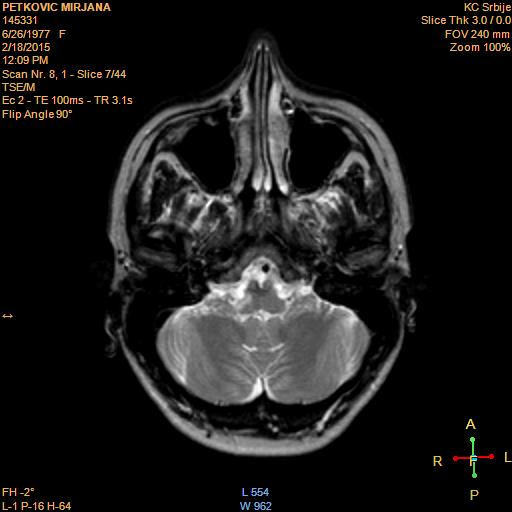 PETKOVIC MIRJANA
145331
6/26/1977 F
2/18/2015
12:09 PM
Scan Nr. 8, 1 - Slice 7/44
TSE/M
Ec 2 - TE 100ms - TR 3.1s
Flip Angle 90°
KC Srbije
Slice Thk 3.0 / 0.0
FOV 240 mm
Zoom 100%
A
R F L
P
FH -2°
L-1 P-16 H-64
L 554
W 962